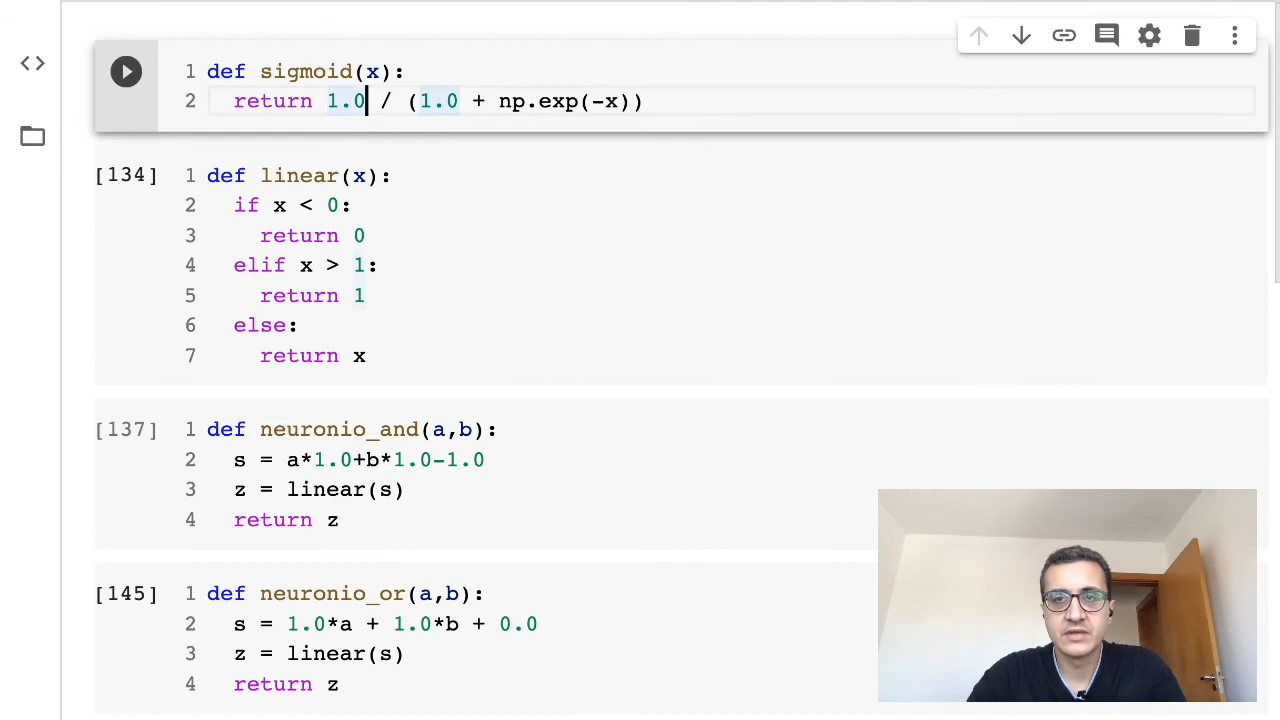 1 def sigmoid(x):
2   return 1.0 / (1.0 + np.exp(-x))
[134] 1 def linear(x):
2   if x < 0:
3     return 0
4   elif x > 1:
5     return 1
6   else:
7     return x
[137] 1 def neuronio_and(a,b):
2   s = a*1.0+b*1.0-1.0
3   z = linear(s)
4   return z
[145] 1 def neuronio_or(a,b):
2   s = 1.0*a + 1.0*b + 0.0
3   z = linear(s)
4   return z